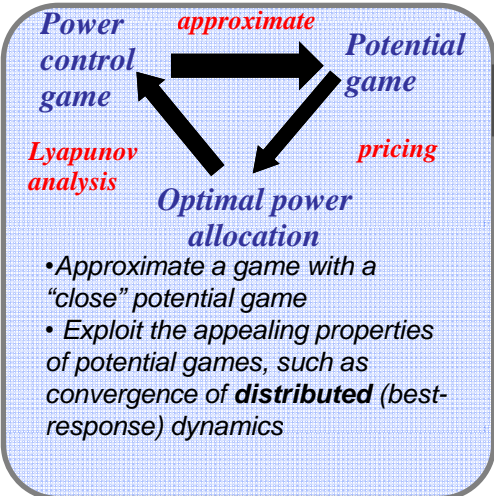 Power
control
game
approximate
Potential
game
Lyapunov
analysis
pricing
Optimal power
allocation
•Approximate a game with a
“close” potential game
• Exploit the appealing properties
of potential games, such as
convergence of distributed (best-
response) dynamics